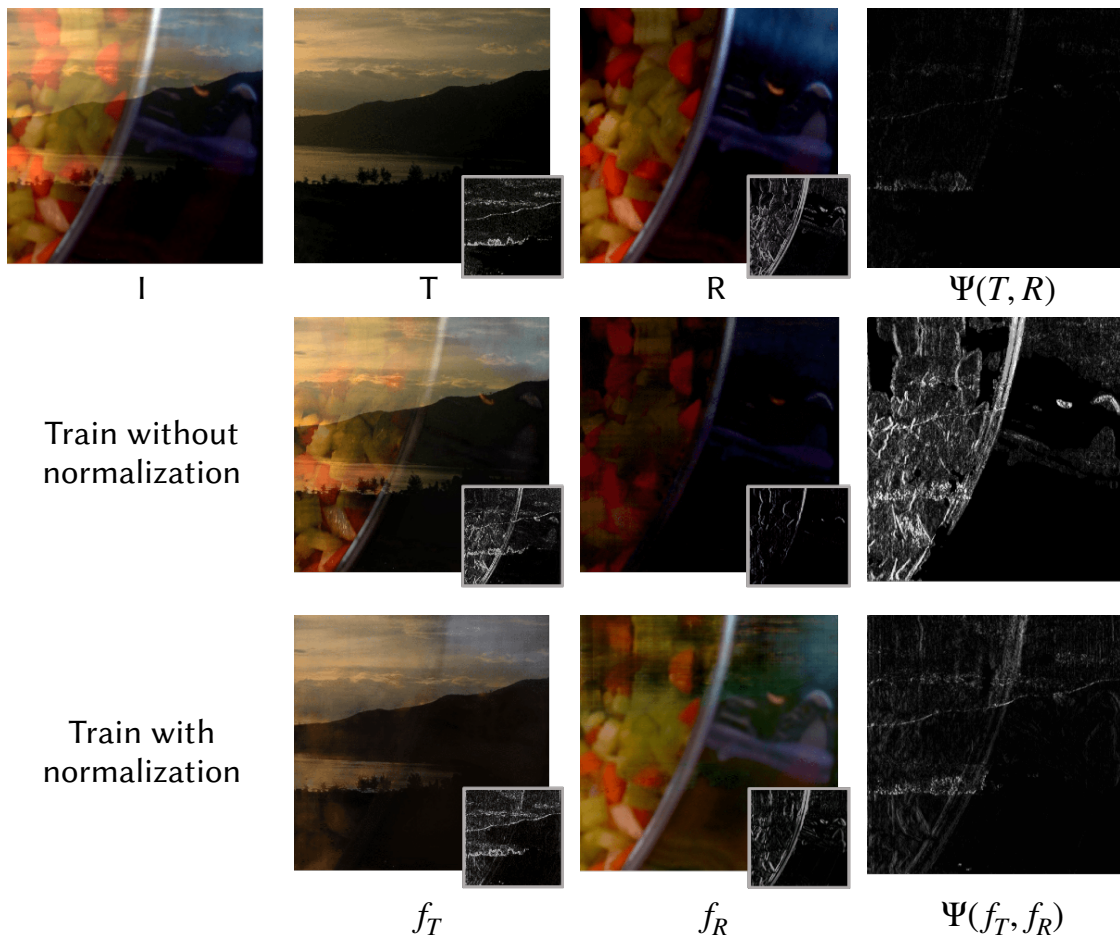 I
T
R
Ψ(T, R)
Train without
normalization
Train with
normalization
f_T
f_R
Ψ(f_T, f_R)